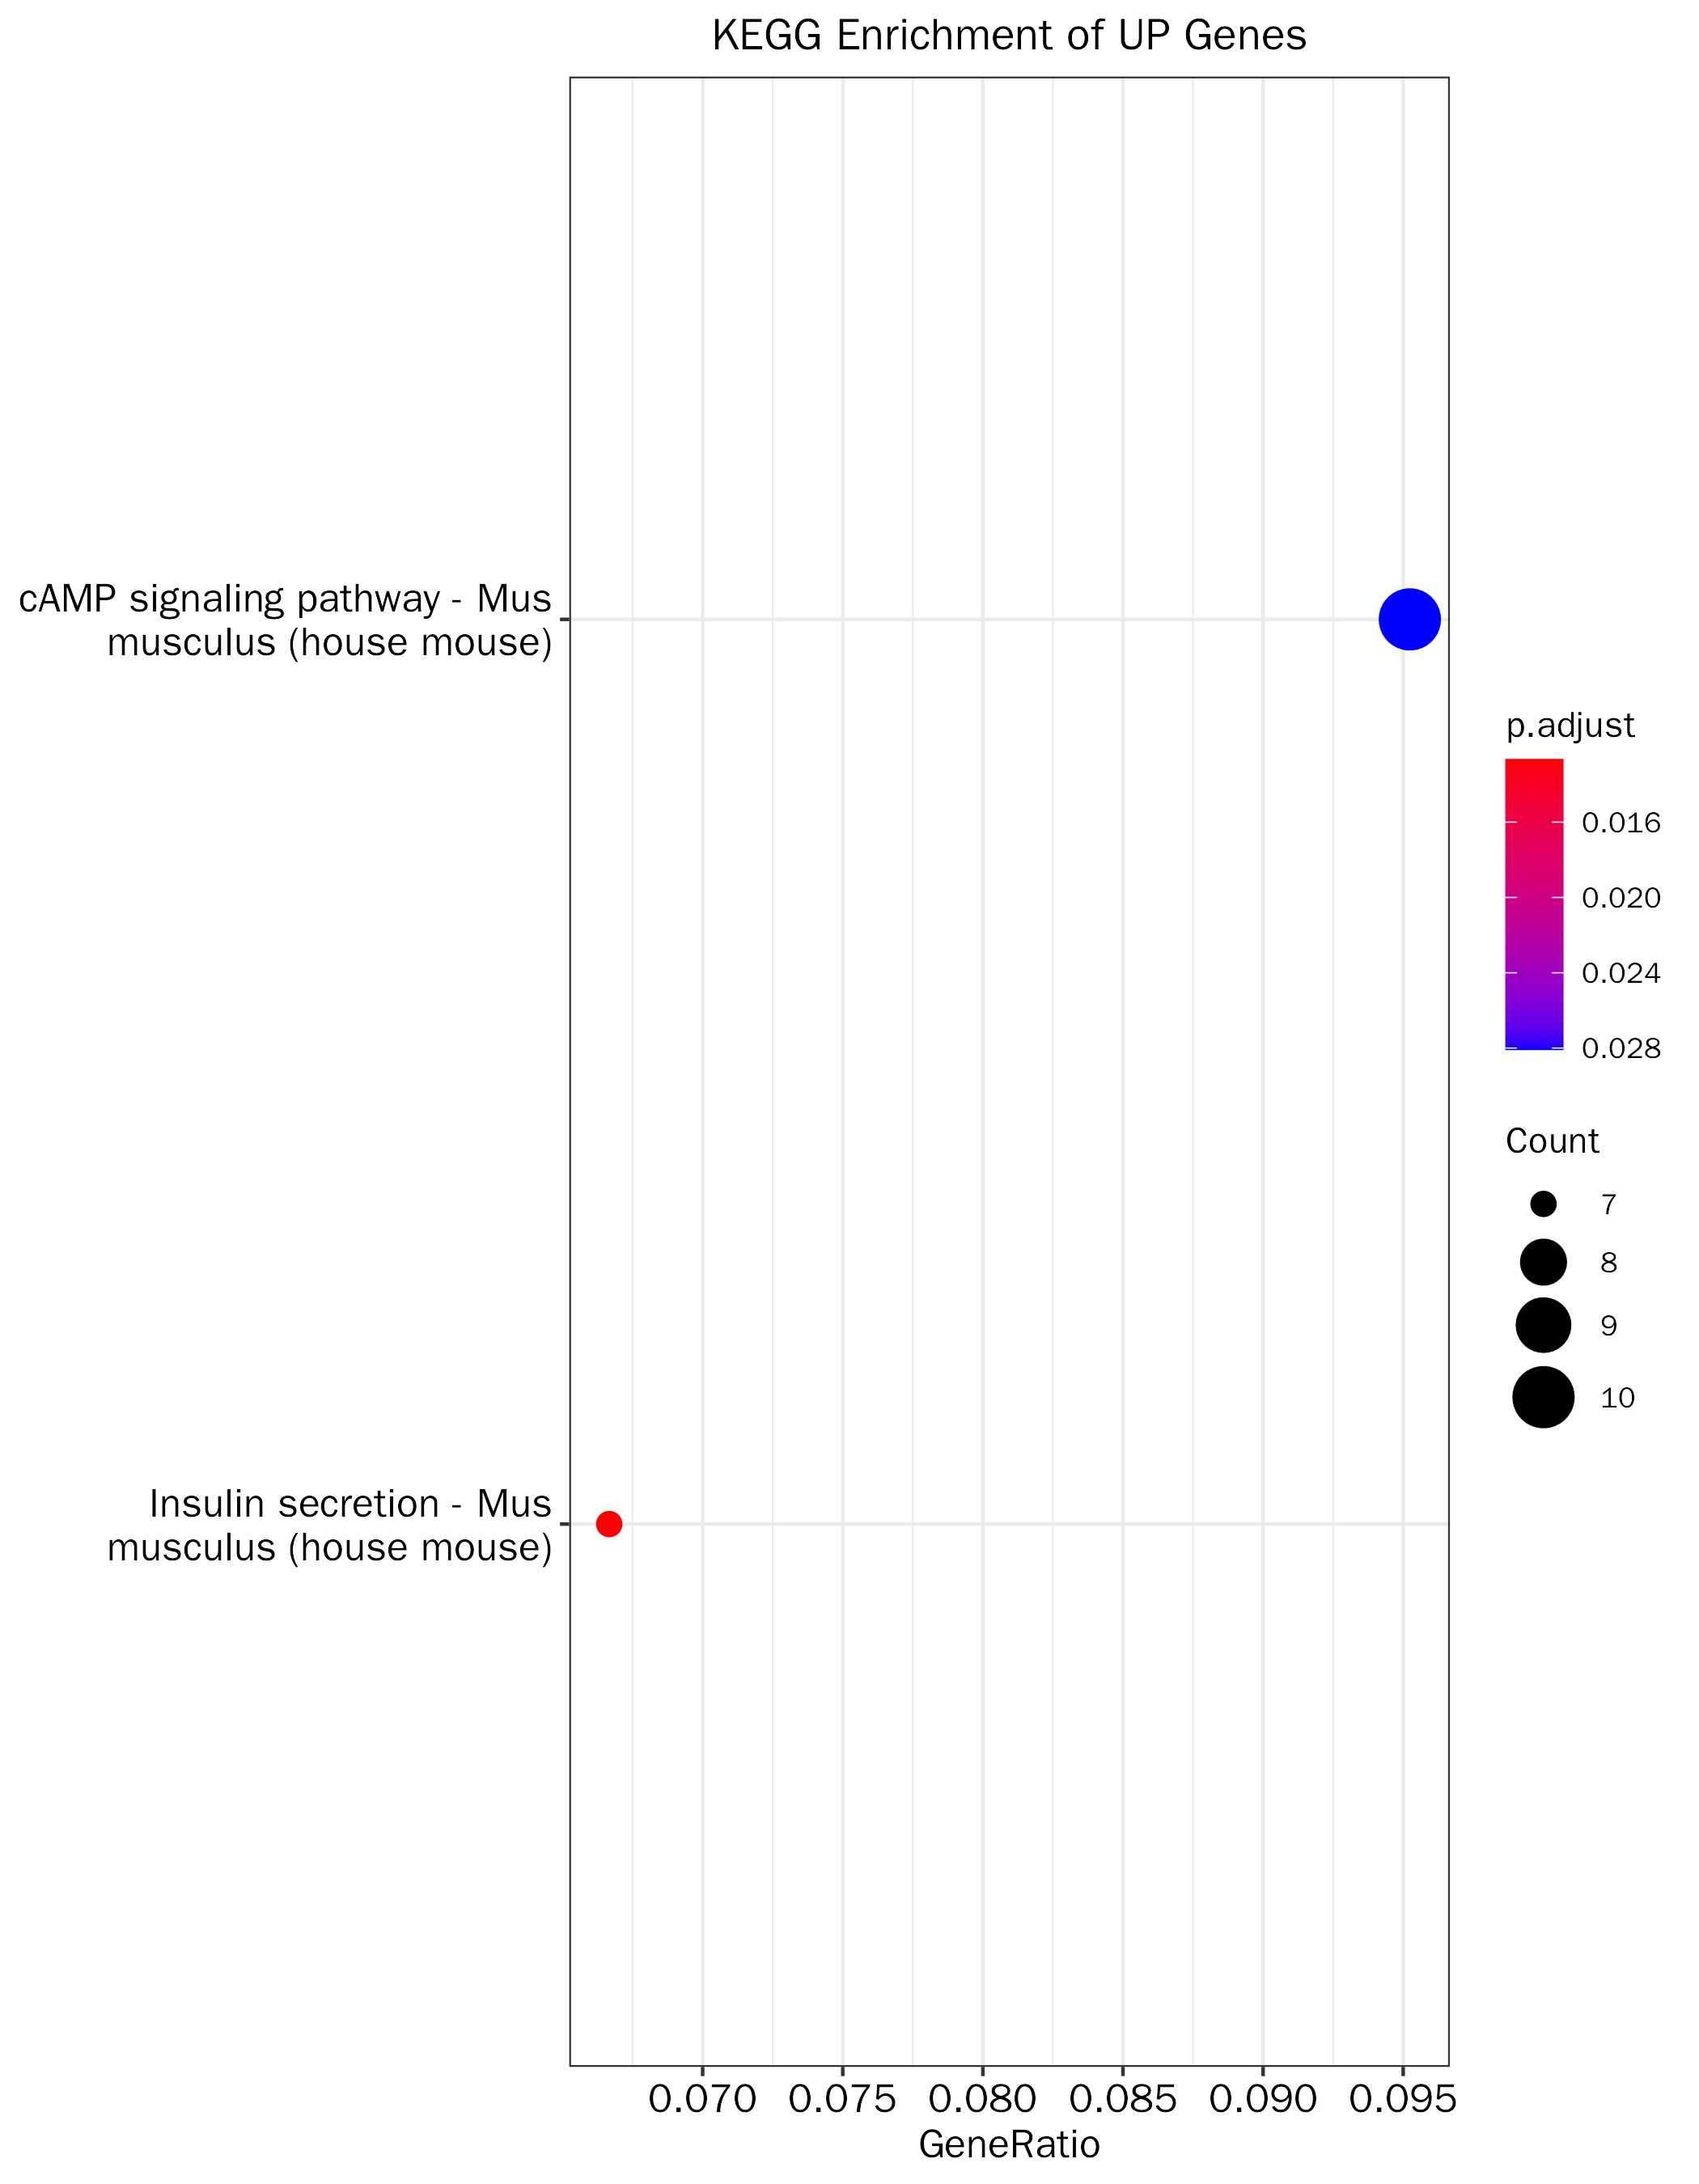 KEGG Enrichment of UP Genes
cAMP signaling pathway - Mus
musculus (house mouse)
Insulin secretion - Mus
musculus (house mouse)
0.070 0.075 0.080 0.085 0.090 0.095
GeneRatio
p.adjust
0.016
0.020
0.024
0.028
Count
7
8
9
10